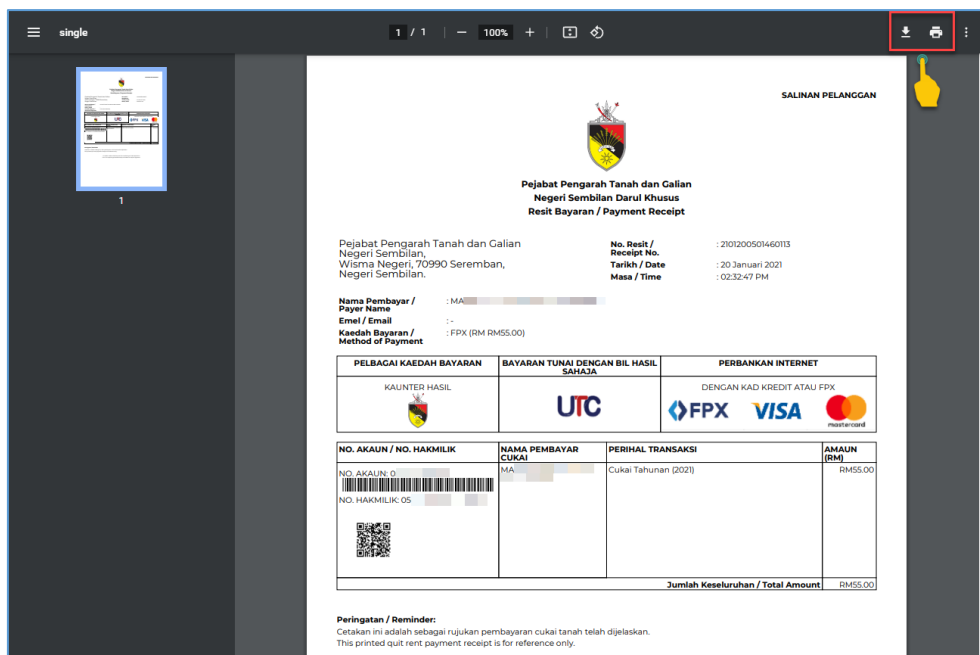 single
1 / 1
100%
1
SALINAN PELANGGAN
Pejabat Pengarah Tanah dan Galian
Negeri Sembilan Darul Khusus
Resit Bayaran / Payment Receipt
Pejabat Pengarah Tanah dan Galian
Negeri Sembilan,
Wisma Negeri, 70990 Seremban,
Negeri Sembilan.
No. Resit / Receipt No. : 2101200501460113
Tarikh / Date : 20 Januari 2021
Masa / Time : 02:32:47 PM
Nama Pembayar / Payer Name : MA
Emel / Email : -
Kaedah Bayaran / Method of Payment : FPX (RM RM55.00)
PELBAGAI KAEDAH BAYARAN
BAYARAN TUNAI DENGAN BIL HASIL SAHAJA
PERBANKAN INTERNET
KAUNTER HASIL
UTC
DENGAN KAD KREDIT ATAU FPX
FPX VISA mastercard
NO. AKAUN / NO. HAKMILIK
NAMA PEMBAYAR CUKAI
PERIHAL TRANSAKSI
AMAUN (RM)
NO. AKAUN: 0
NO. HAKMILIK: 05
MA
Cukai Tahunan (2021)
RM55.00
Jumlah Keseluruhan / Total Amount RM55.00
Peringatan / Reminder:
Cetakan ini adalah sebagai rujukan pembayaran cukai tanah telah dijelaskan.
This printed quit rent payment receipt is for reference only.